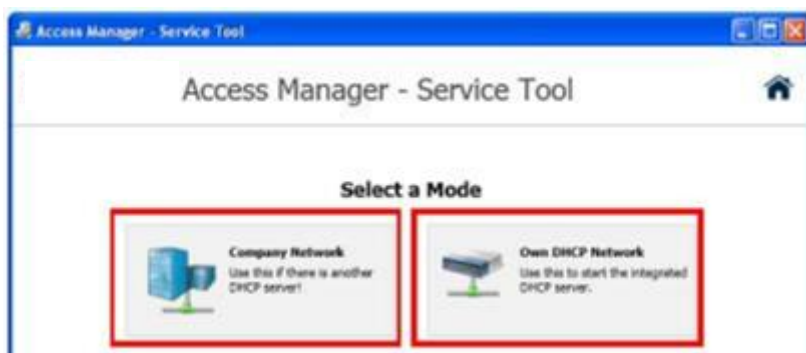 Access Manager - Service Tool
Access Manager - Service Tool
Select a Mode
Company Network
Use this if there is another
DHCP server!
Own DHCP Network
Use this to start the integrated
DHCP server.